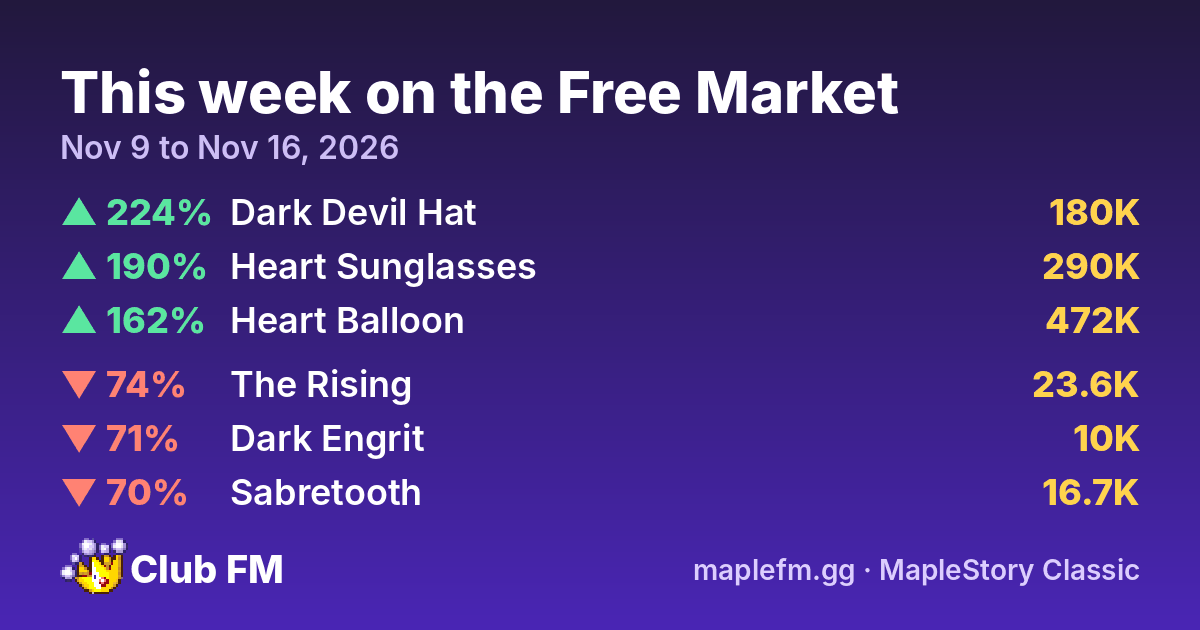 This week on the Free Market
Nov 9 to Nov 16, 2026
▲ 224% Dark Devil Hat 180K
▲ 190% Heart Sunglasses 290K
▲ 162% Heart Balloon 472K
▼ 74% The Rising 23.6K
▼ 71% Dark Engrit 10K
▼ 70% Sabretooth 16.7K
Club FM maplefm.gg · MapleStory Classic